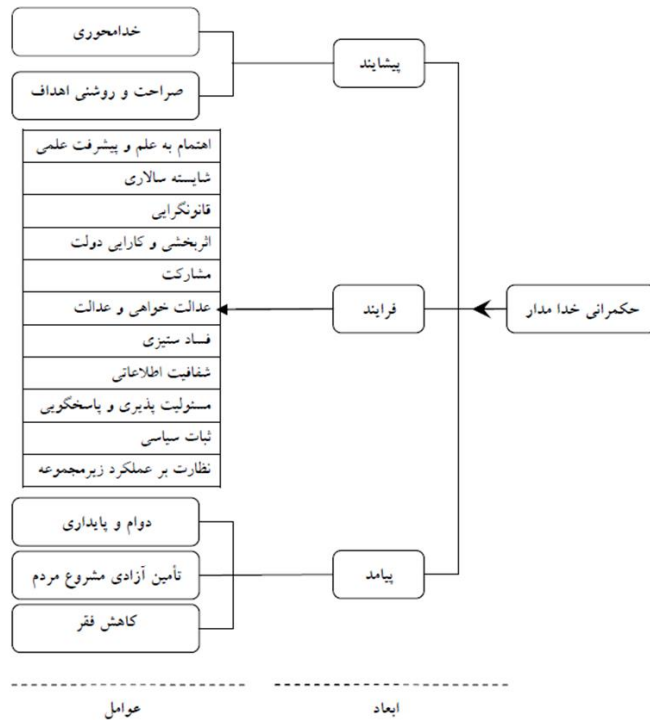 حکمرانی خدا مدار
پیشایند
خدامحوری
صراحت و روشنی اهداف
فرایند
اهتمام به علم و پیشرفت علمی
شایسته سالاری
قانونگرایی
اثربخشی و کارایی دولت
مشارکت
عدالت خواهی و عدالت
فساد ستیزی
شفافیت اطلاعاتی
مسئولیت پذیری و پاسخگویی
ثبات سیاسی
نظارت بر عملکرد زیرمجموعه
پیامد
دوام و پایداری
تأمین آزادی مشروع مردم
کاهش فقر
ابعاد
عوامل